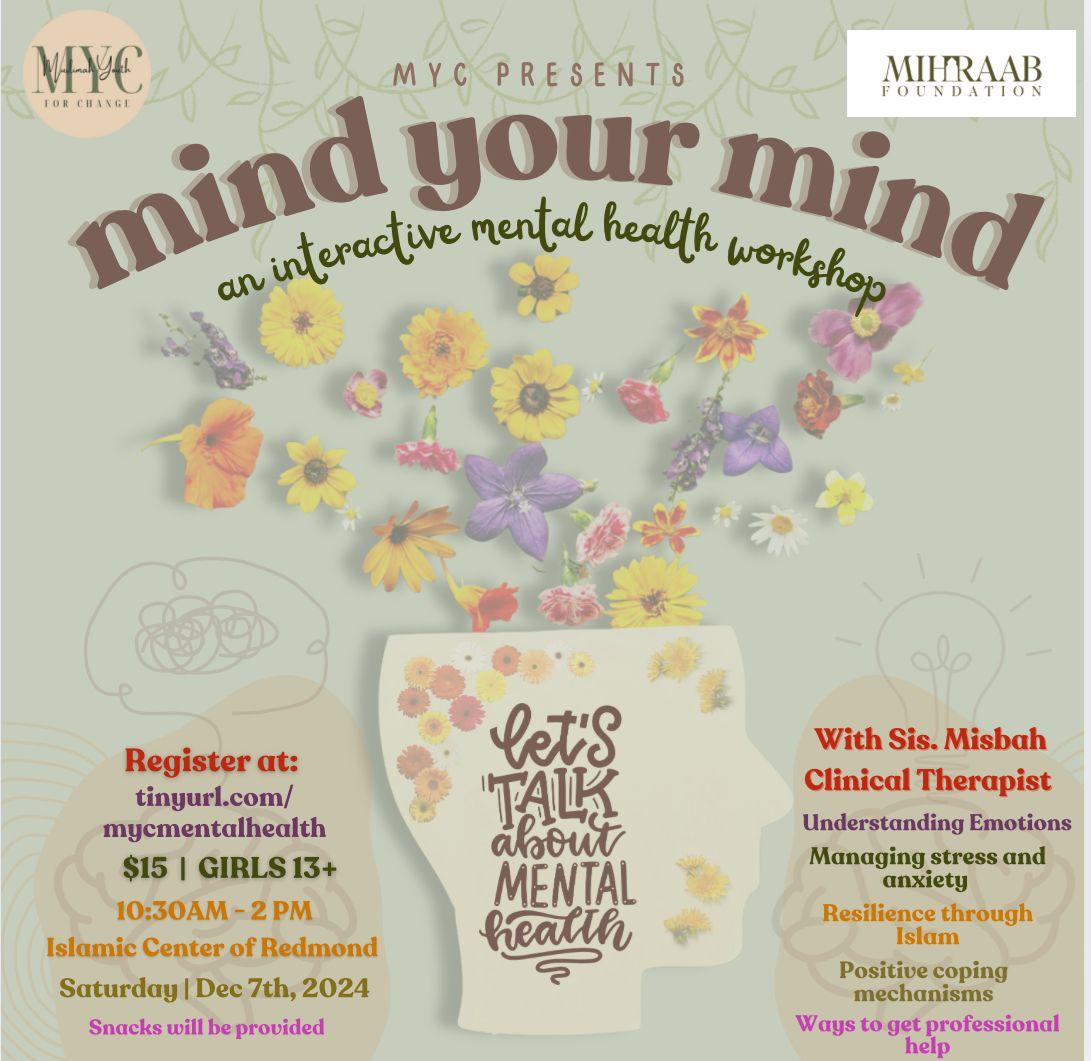 MYC
Muslimah Youth
FOR CHANGE
MYC PRESENTS
MIHRAAB
FOUNDATION
mind your mind
an interactive mental health workshop
let's
TALK
about
MENTAL
health
Register at:
tinyurl.com/
mycmentalhealth
$15 | GIRLS 13+
10:30AM - 2 PM
Islamic Center of Redmond
Saturday | Dec 7th, 2024
Snacks will be provided
With Sis. Misbah
Clinical Therapist
Understanding Emotions
Managing stress and
anxiety
Resilience through
Islam
Positive coping
mechanisms
Ways to get professional
help